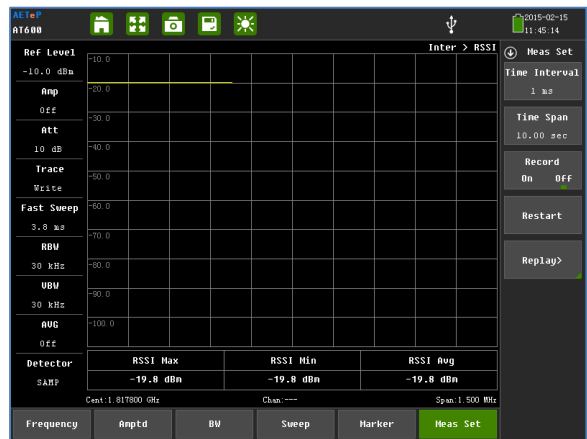 AETeP
AT600
2015-02-15
11:45:14
Ref Level
-10.0 dBm
Amp
Off
Att
10 dB
Trace
Write
Fast Sweep
3.8 ms
RBW
30 kHz
VBW
30 kHz
AVG
Off
Detector
SAMP
Inter > RSSI
-10.0
-20.0
-30.0
-40.0
-50.0
-60.0
-70.0
-80.0
-90.0
-100.0
RSSI Max
RSSI Min
RSSI Avg
-19.8 dBm
-19.8 dBm
-19.8 dBm
Cent:1.817800 GHz
Chan:---
Span:1.500 MHz
Meas Set
Time Interval
1 ms
Time Span
10.00 sec
Record
On Off
Restart
Replay>
Frequency
Amptd
BW
Sweep
Marker
Meas Set